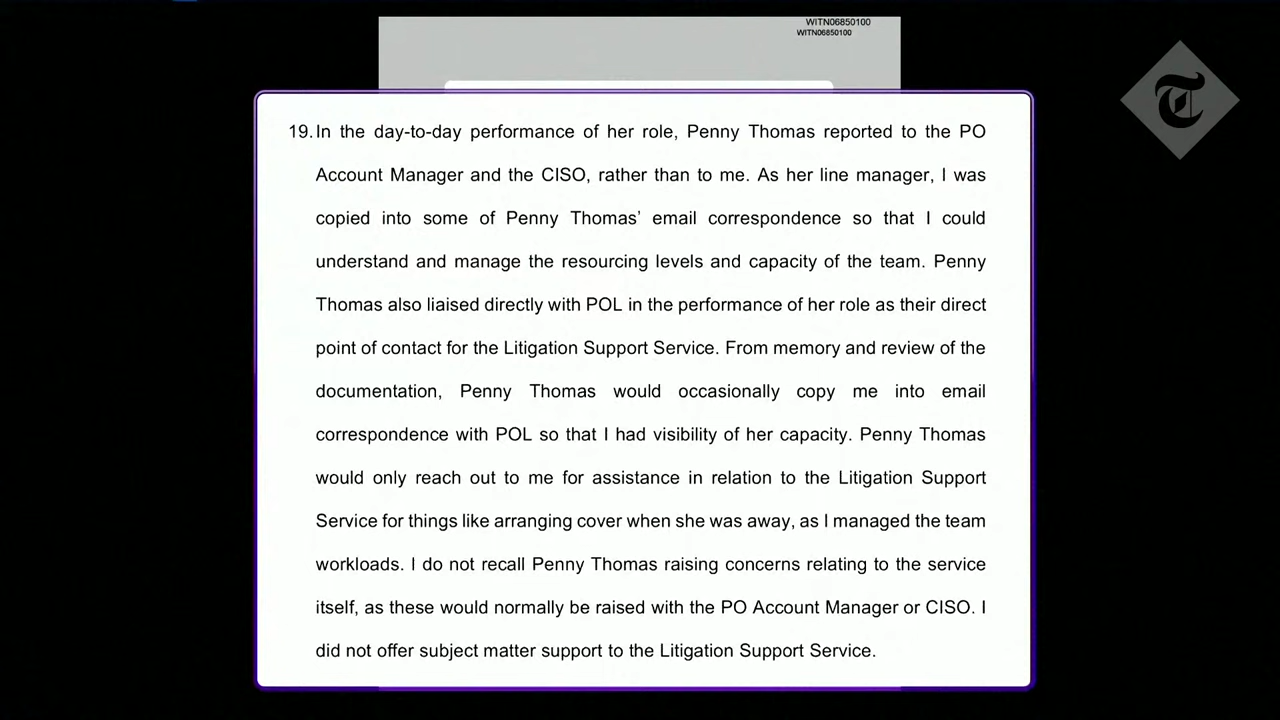 WITN06850100
WITN06850100
T
19. In the day-to-day performance of her role, Penny Thomas reported to the PO
Account Manager and the CISO, rather than to me. As her line manager, I was
copied into some of Penny Thomas’ email correspondence so that I could
understand and manage the resourcing levels and capacity of the team. Penny
Thomas also liaised directly with POL in the performance of her role as their direct
point of contact for the Litigation Support Service. From memory and review of the
documentation, Penny Thomas would occasionally copy me into email
correspondence with POL so that I had visibility of her capacity. Penny Thomas
would only reach out to me for assistance in relation to the Litigation Support
Service for things like arranging cover when she was away, as I managed the team
workloads. I do not recall Penny Thomas raising concerns relating to the service
itself, as these would normally be raised with the PO Account Manager or CISO. I
did not offer subject matter support to the Litigation Support Service.